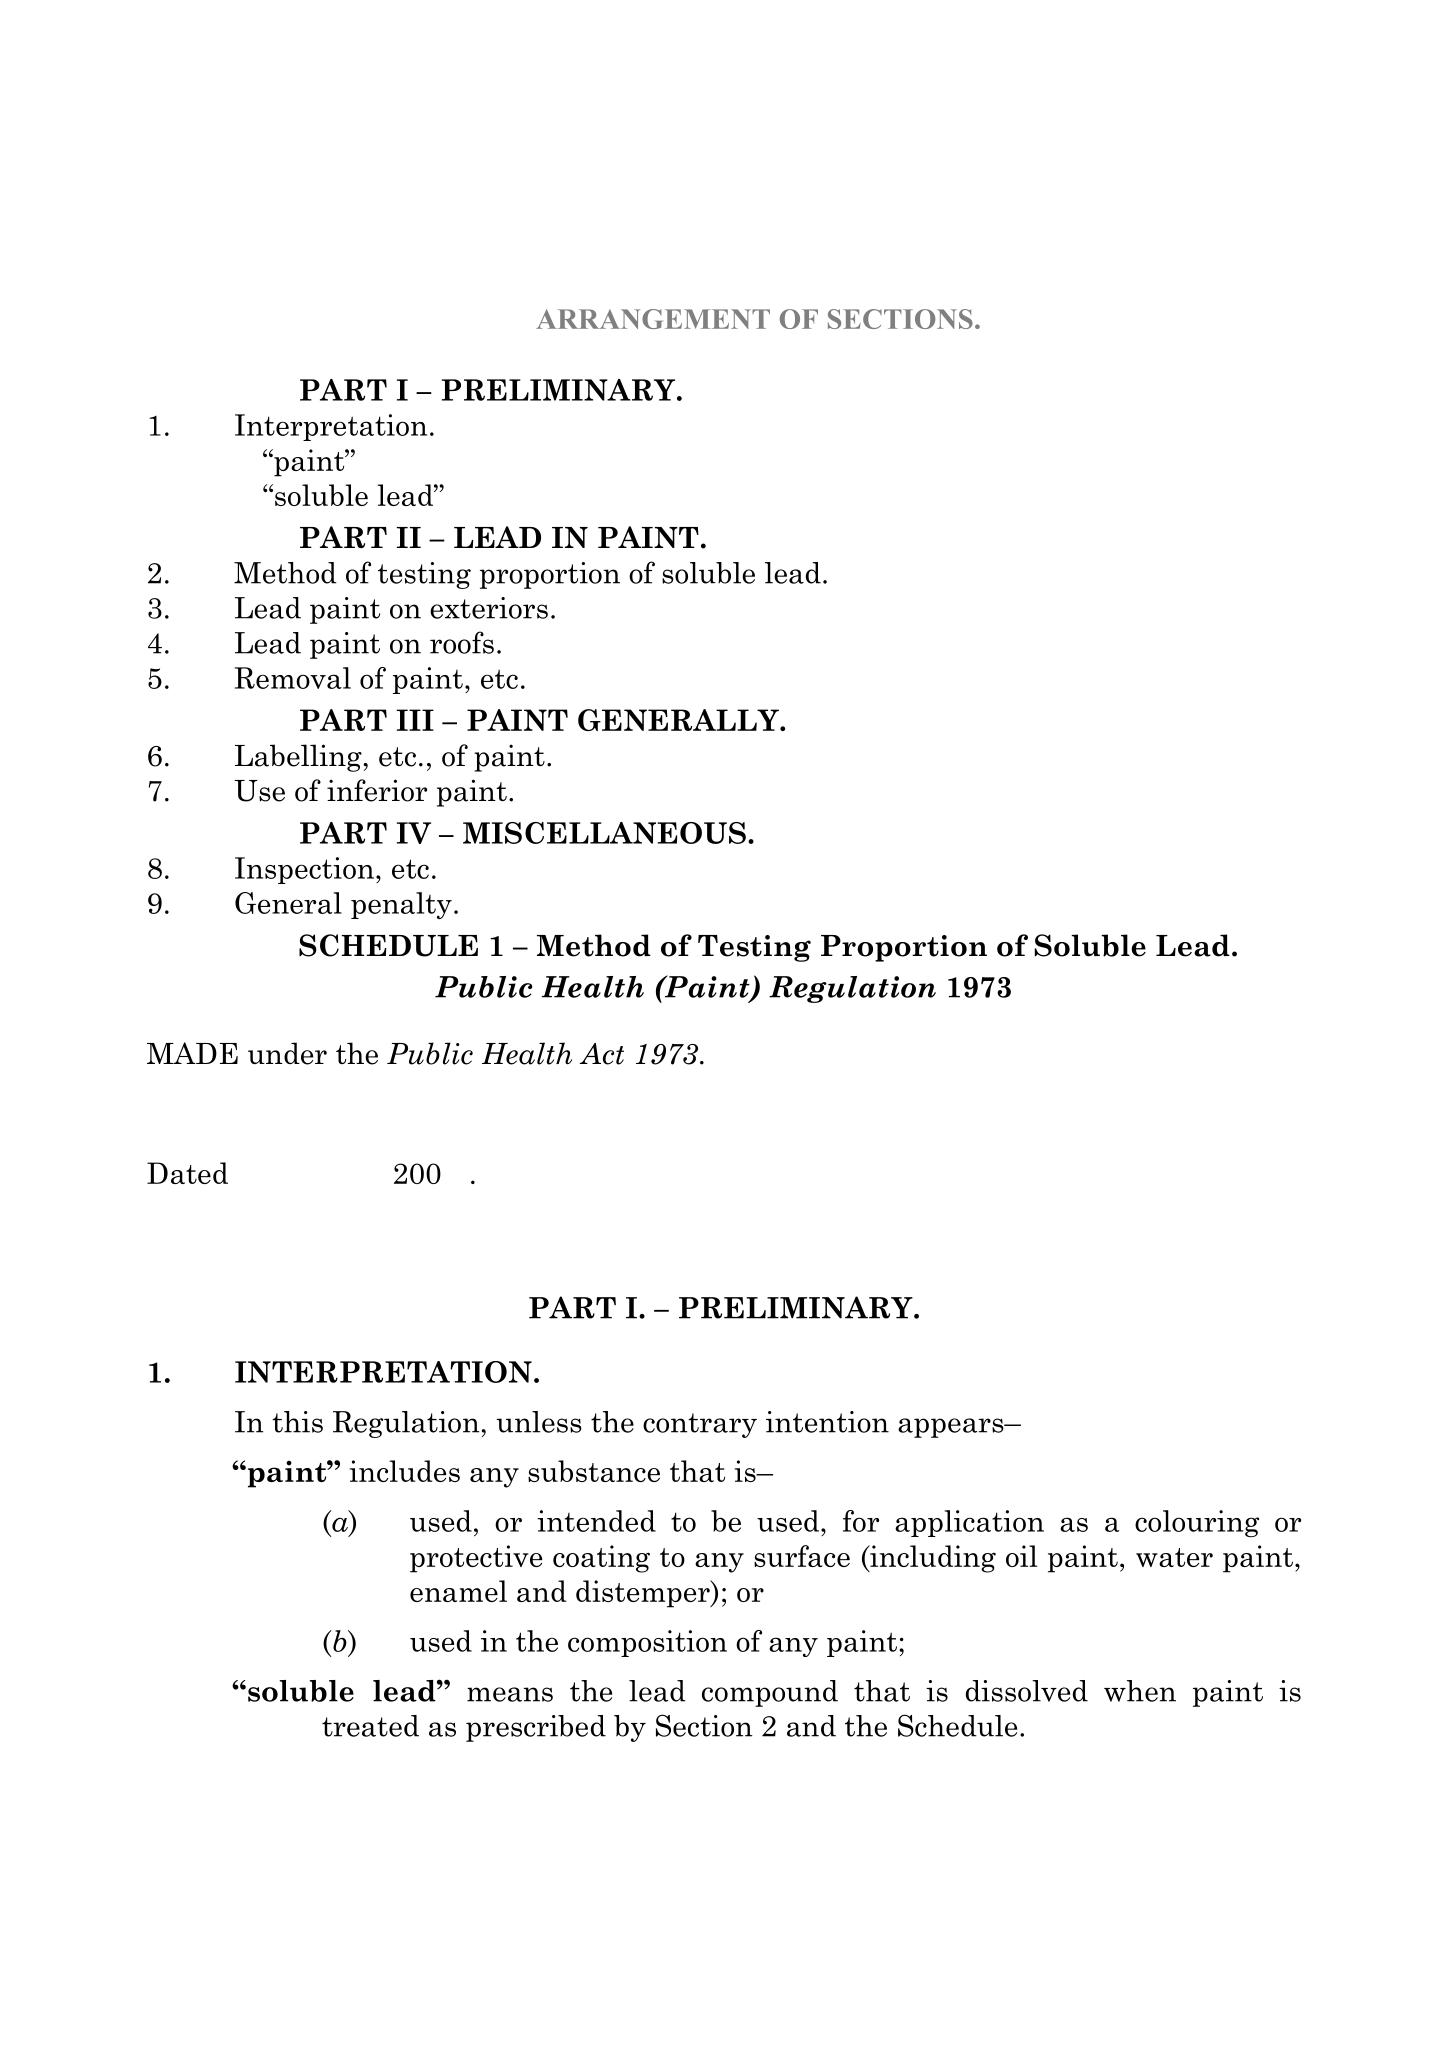 ARRANGEMENT OF SECTIONS.
PART I – PRELIMINARY.
1. Interpretation.
“paint”
“soluble lead”
PART II – LEAD IN PAINT.
2. Method of testing proportion of soluble lead.
3. Lead paint on exteriors.
4. Lead paint on roofs.
5. Removal of paint, etc.
PART III – PAINT GENERALLY.
6. Labelling, etc., of paint.
7. Use of inferior paint.
PART IV – MISCELLANEOUS.
8. Inspection, etc.
9. General penalty.
SCHEDULE 1 – Method of Testing Proportion of Soluble Lead.
Public Health (Paint) Regulation 1973
MADE under the Public Health Act 1973.
Dated 200 .
PART I. – PRELIMINARY.
1. INTERPRETATION.
In this Regulation, unless the contrary intention appears–
“paint” includes any substance that is–
(a) used, or intended to be used, for application as a colouring or
protective coating to any surface (including oil paint, water paint,
enamel and distemper); or
(b) used in the composition of any paint;
“soluble lead” means the lead compound that is dissolved when paint is
treated as prescribed by Section 2 and the Schedule.